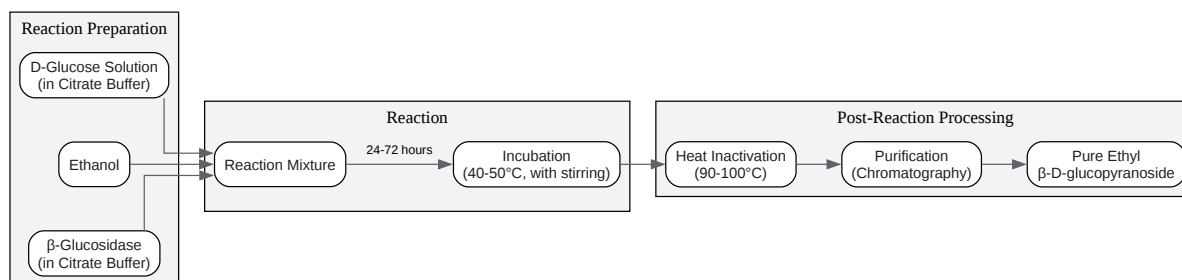 Reaction Preparation
D-Glucose Solution
(in Citrate Buffer)
Ethanol
β-Glucosidase
(in Citrate Buffer)
Reaction
Reaction Mixture
24-72 hours
Incubation
(40-50°C, with stirring)
Post-Reaction Processing
Heat Inactivation
(90-100°C)
Purification
(Chromatography)
Pure Ethyl
β-D-glucopyranoside